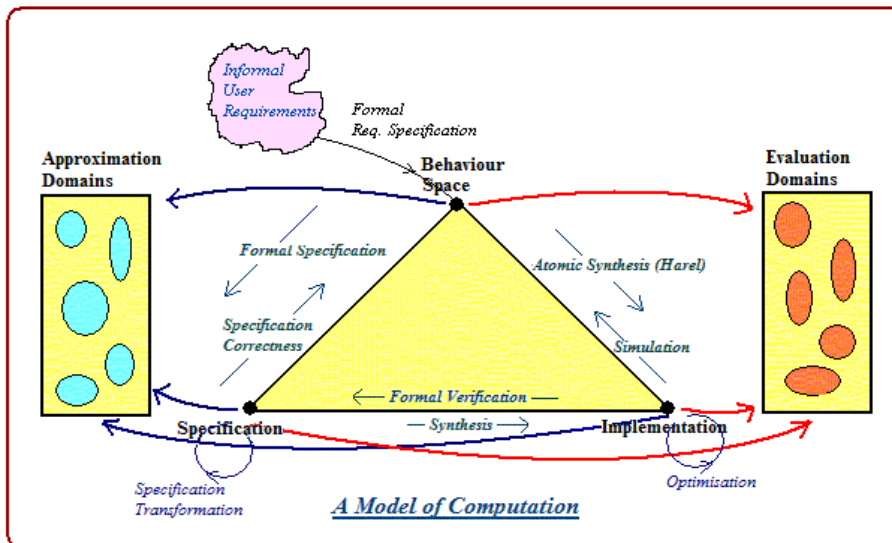 Informal
User
Requirements
Formal
Req. Specification
Approximation
Domains
Behaviour
Space
Evaluation
Domains
Formal Specification
Atomic Synthesis (Harel)
Specification
Correctness
Simulation
Formal Verification
Specification
Synthesis
Implementation
Specification
Transformation
Optimisation
A Model of Computation